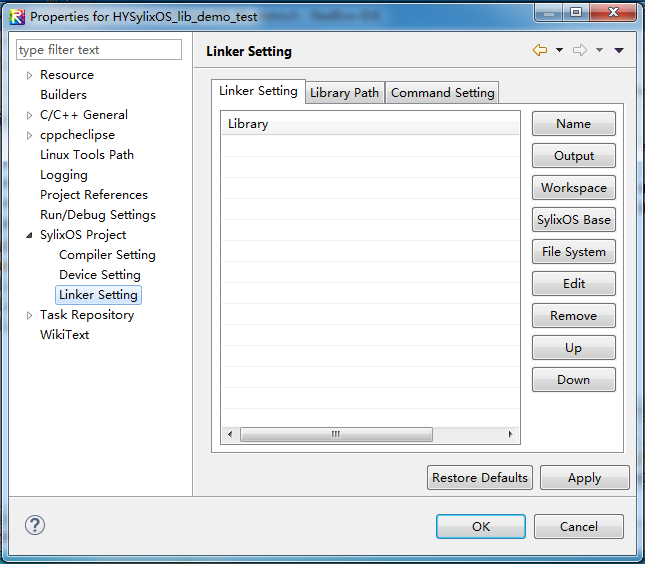 Properties for HYSylixOS_lib_demo_test
type filter text
Resource
Builders
C/C++ General
cppcheclipse
Linux Tools Path
Logging
Project References
Run/Debug Settings
SylixOS Project
Compiler Setting
Device Setting
Linker Setting
Task Repository
WikiText
Linker Setting
Linker Setting
Library Path
Command Setting
Library
Name
Output
Workspace
SylixOS Base
File System
Edit
Remove
Up
Down
Restore Defaults
Apply
OK
Cancel